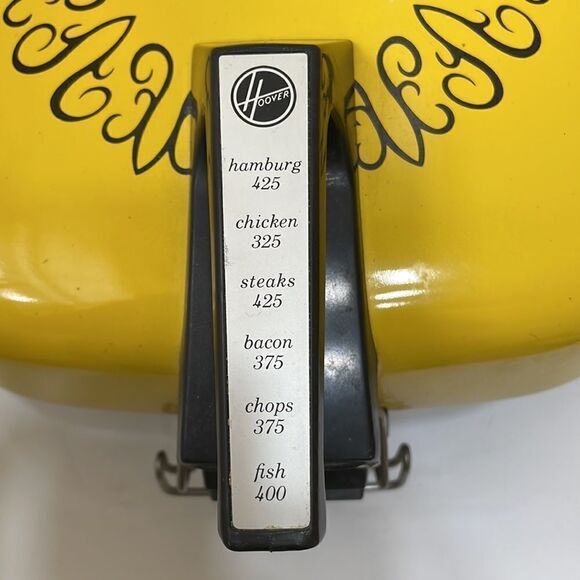 HOOVER
hamburg
425
chicken
325
steaks
425
bacon
375
chops
375
fish
400